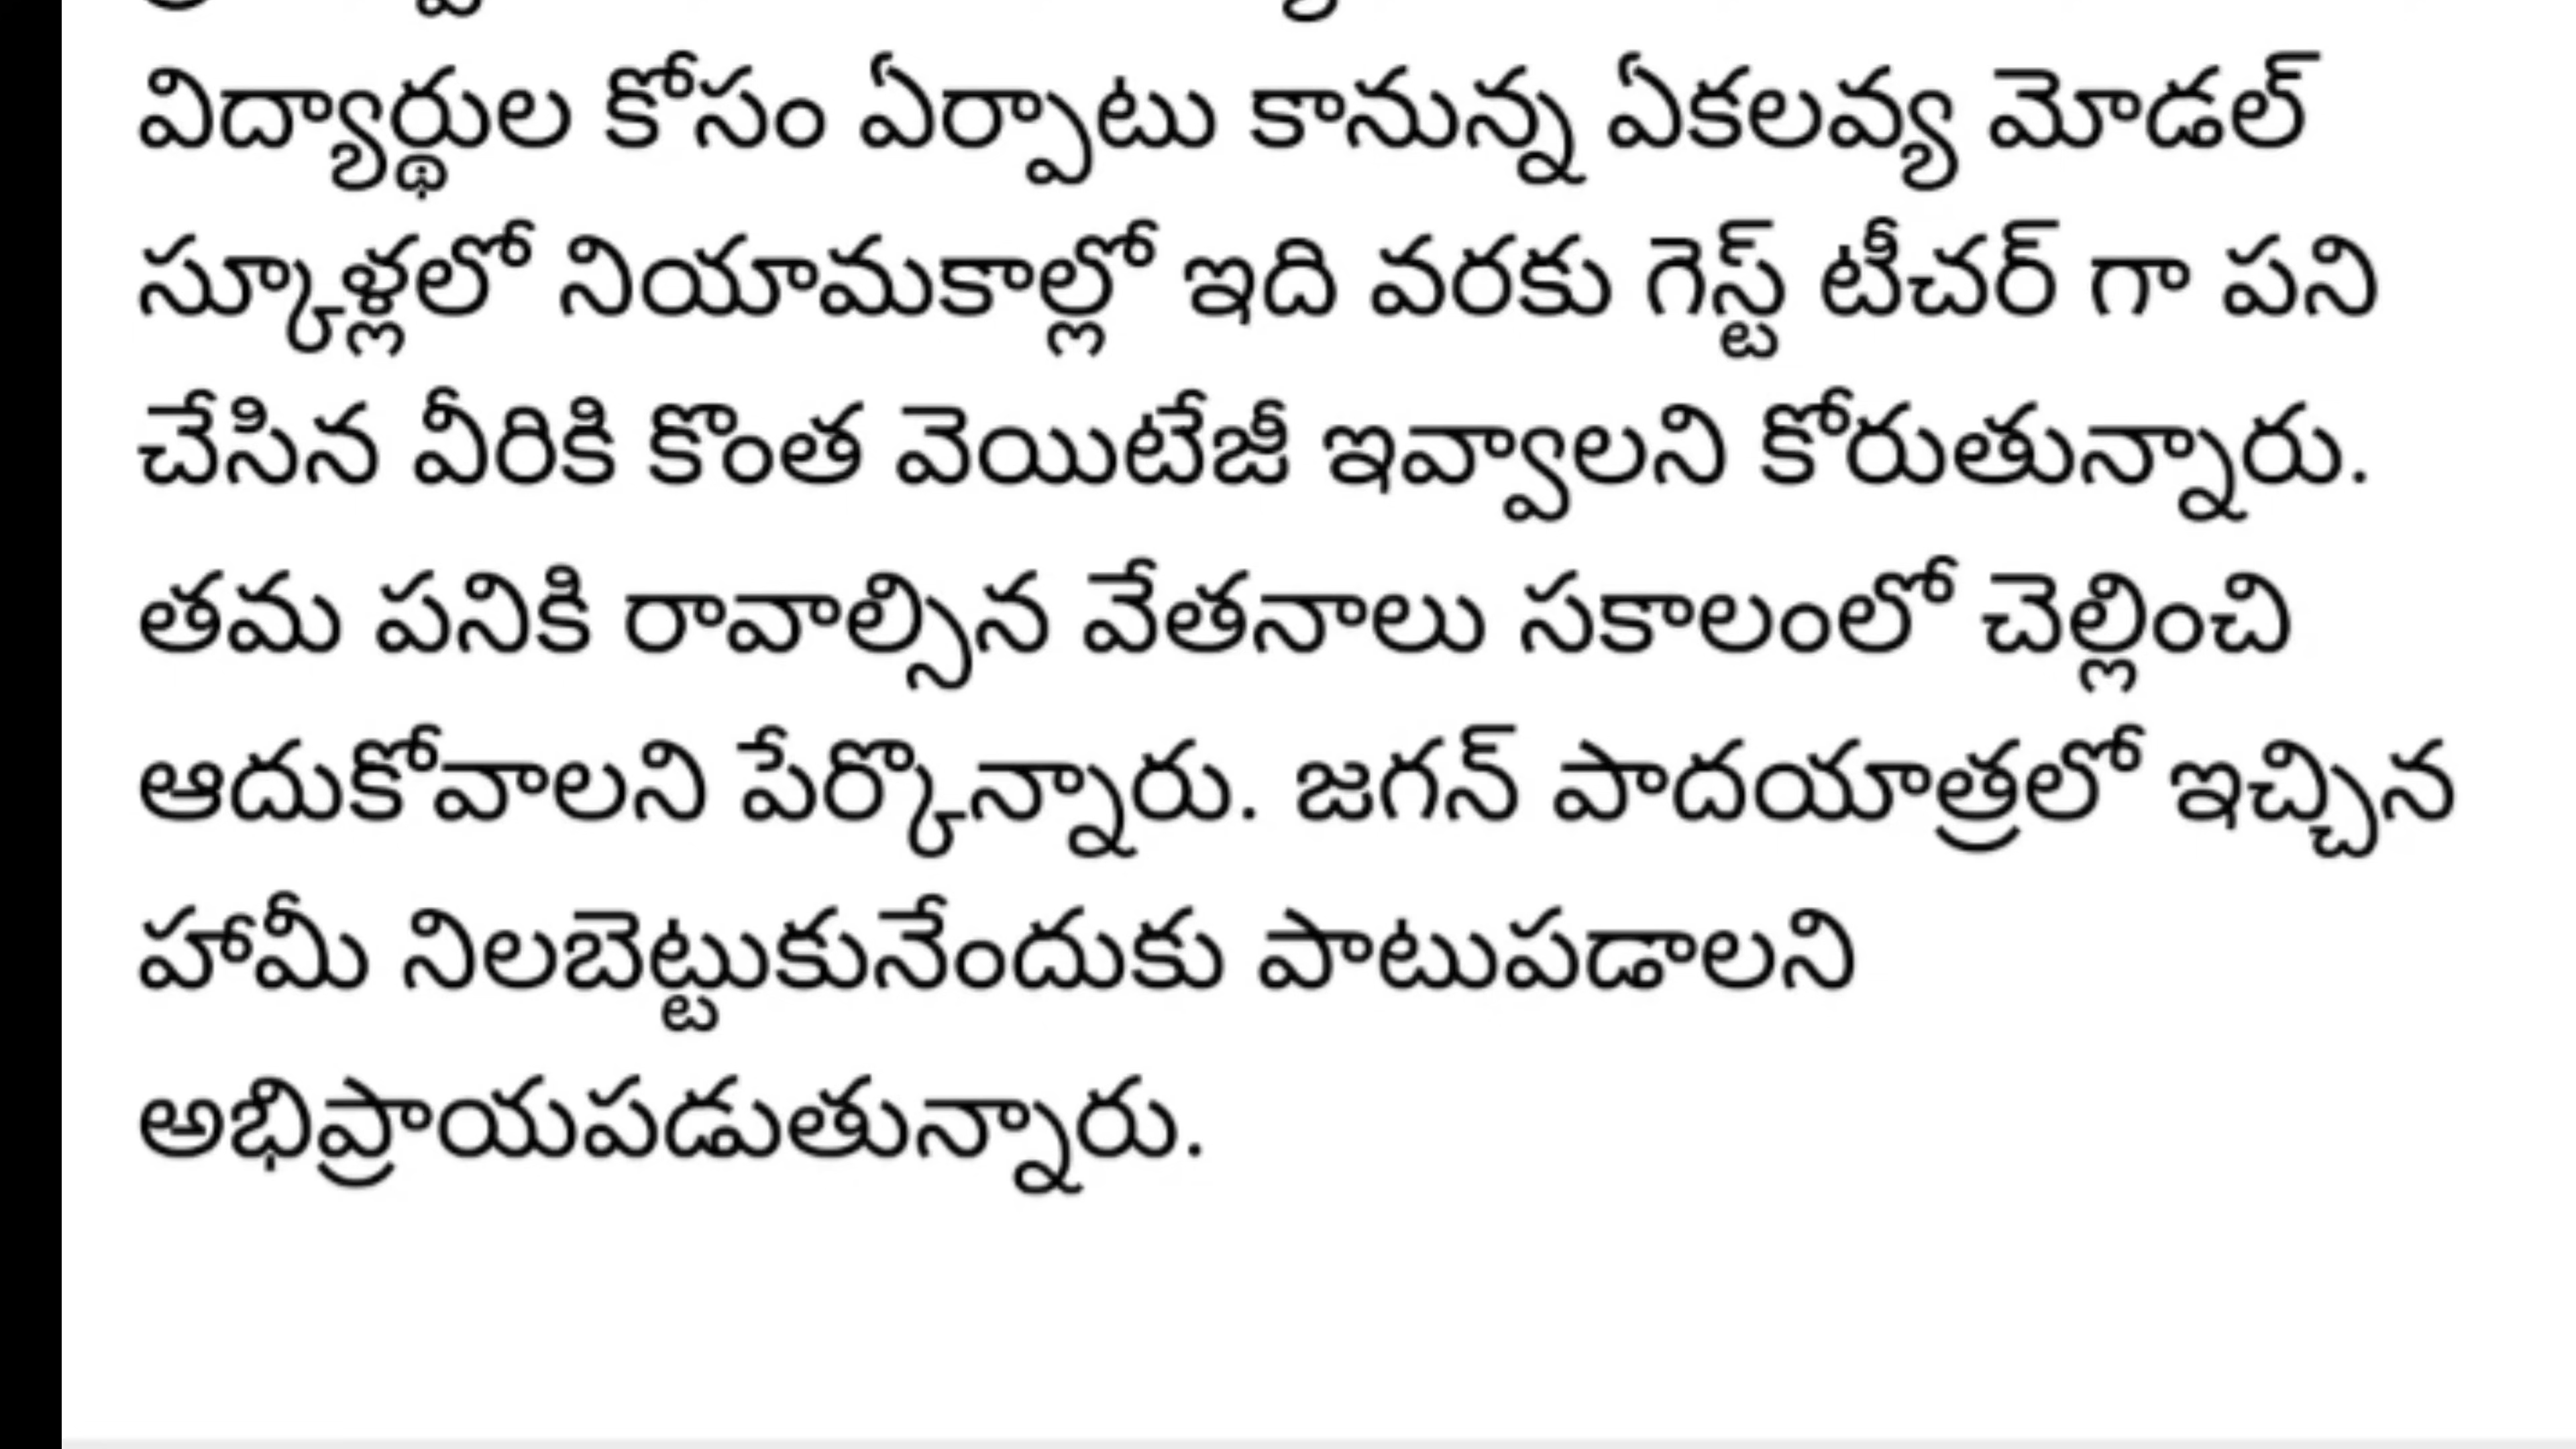 విద్యార్థుల కోసం ఏర్పాటు కానున్న ఏకలవ్య మోడల్
స్కూళ్లలో నియామకాల్లో ఇది వరకు గెస్ట్ టీచర్ గా పని
చేసిన వీరికి కొంత వెయిటేజీ ఇవ్వాలని కోరుతున్నారు.
తమ పనికి రావాల్సిన వేతనాలు సకాలంలో చెల్లించి
ఆదుకోవాలని పేర్కొన్నారు. జగన్ పాదయాత్రలో ఇచ్చిన
హామీ నిలబెట్టుకునేందుకు పాటుపడాలని
అభిప్రాయపడుతున్నారు.